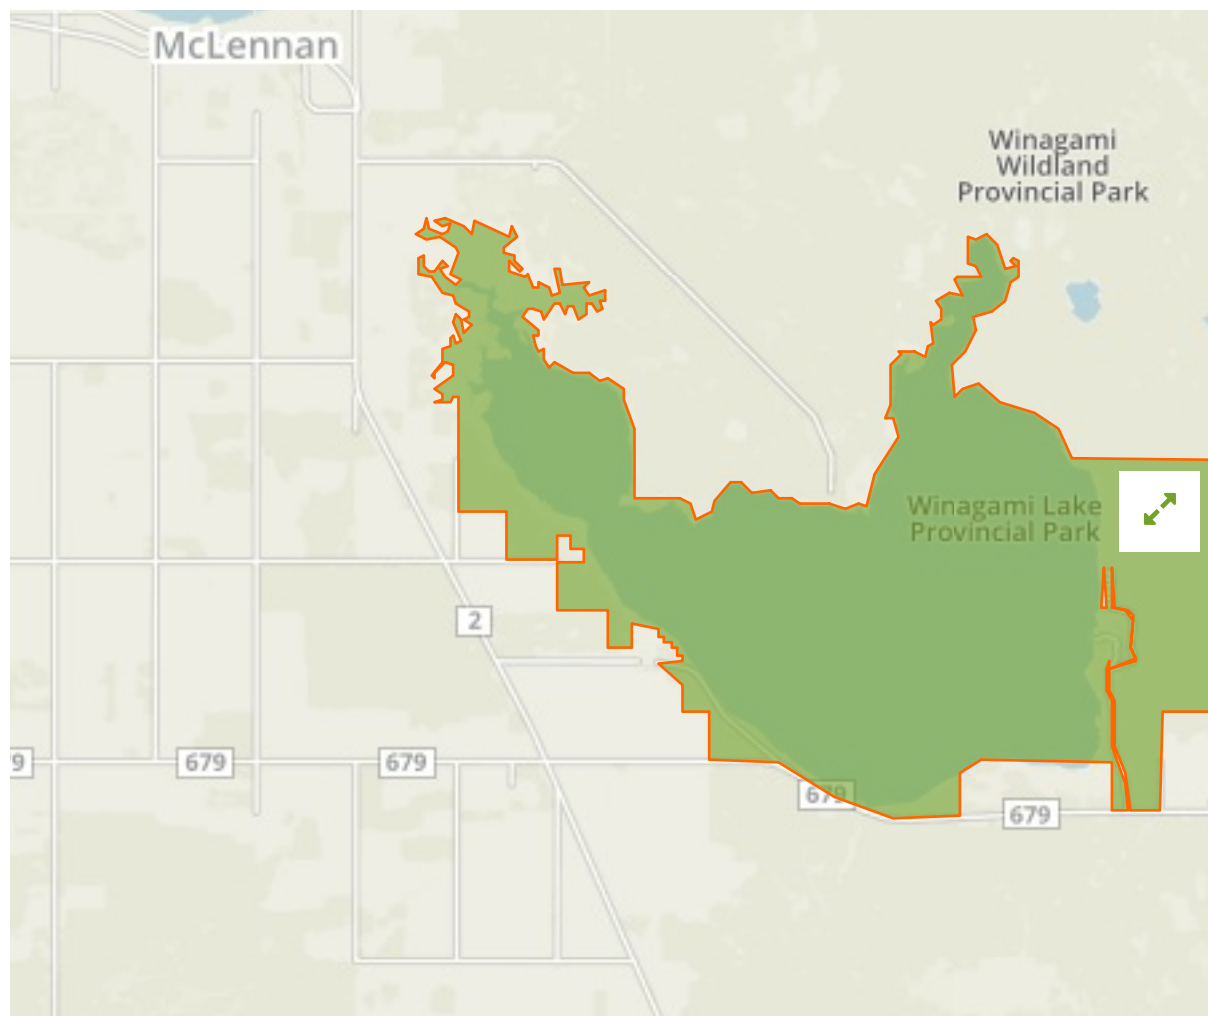 McLennan
Winagami
Wildland
Provincial Park
Winagami Lake
Provincial Park
2
9
679
679
679
679